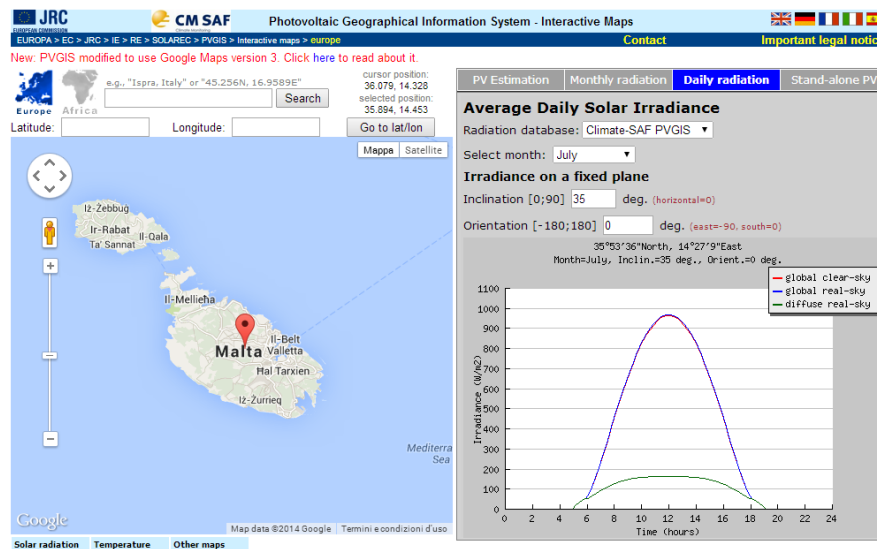 JRC
EUROPEAN COMMISSION
CM SAF
Photovoltaic Geographical Information System - Interactive Maps
EUROPA > EC > JRC > IE > RE > SOLAREC > PVGIS > Interactive maps > europe
Contact
Important legal notic
New: PVGIS modified to use Google Maps version 3. Click here to read about it.
Europe
Africa
e.g., "Ispra, Italy" or "45.256N, 16.9589E"
Search
cursor position:
36.079, 14.328
selected position:
35.894, 14.453
Latitude:
Longitude:
Go to lat/lon
Mappa
Satellite
Iż-Żebbuġ
Ir-Rabat
Ta' Sannat
Il-Qala
Il-Mellieħa
Il-Belt
Valletta
Malta
Ħal Tarxien
Iż-Żurrieq
Mediterra
Sea
Google
Map data ©2014 Google
Termini e condizioni d'uso
Solar radiation
Temperature
Other maps
PV Estimation
Monthly radiation
Daily radiation
Stand-alone PV
Average Daily Solar Irradiance
Radiation database: Climate-SAF PVGIS
Select month: July
Irradiance on a fixed plane
Inclination [0;90] 35 deg. (horizontal=0)
Orientation [-180;180] 0 deg. (east=-90, south=0)
35°53'36"North, 14°27'9"East
Month=July, Inclin.=35 deg., Orient.=0 deg.
global clear-sky
global real-sky
diffuse real-sky
1100
1000
900
800
700
600
500
400
300
200
100
0
Irradiance (W/m2)
0 2 4 6 8 10 12 14 16 18 20 22 24
Time (hours)